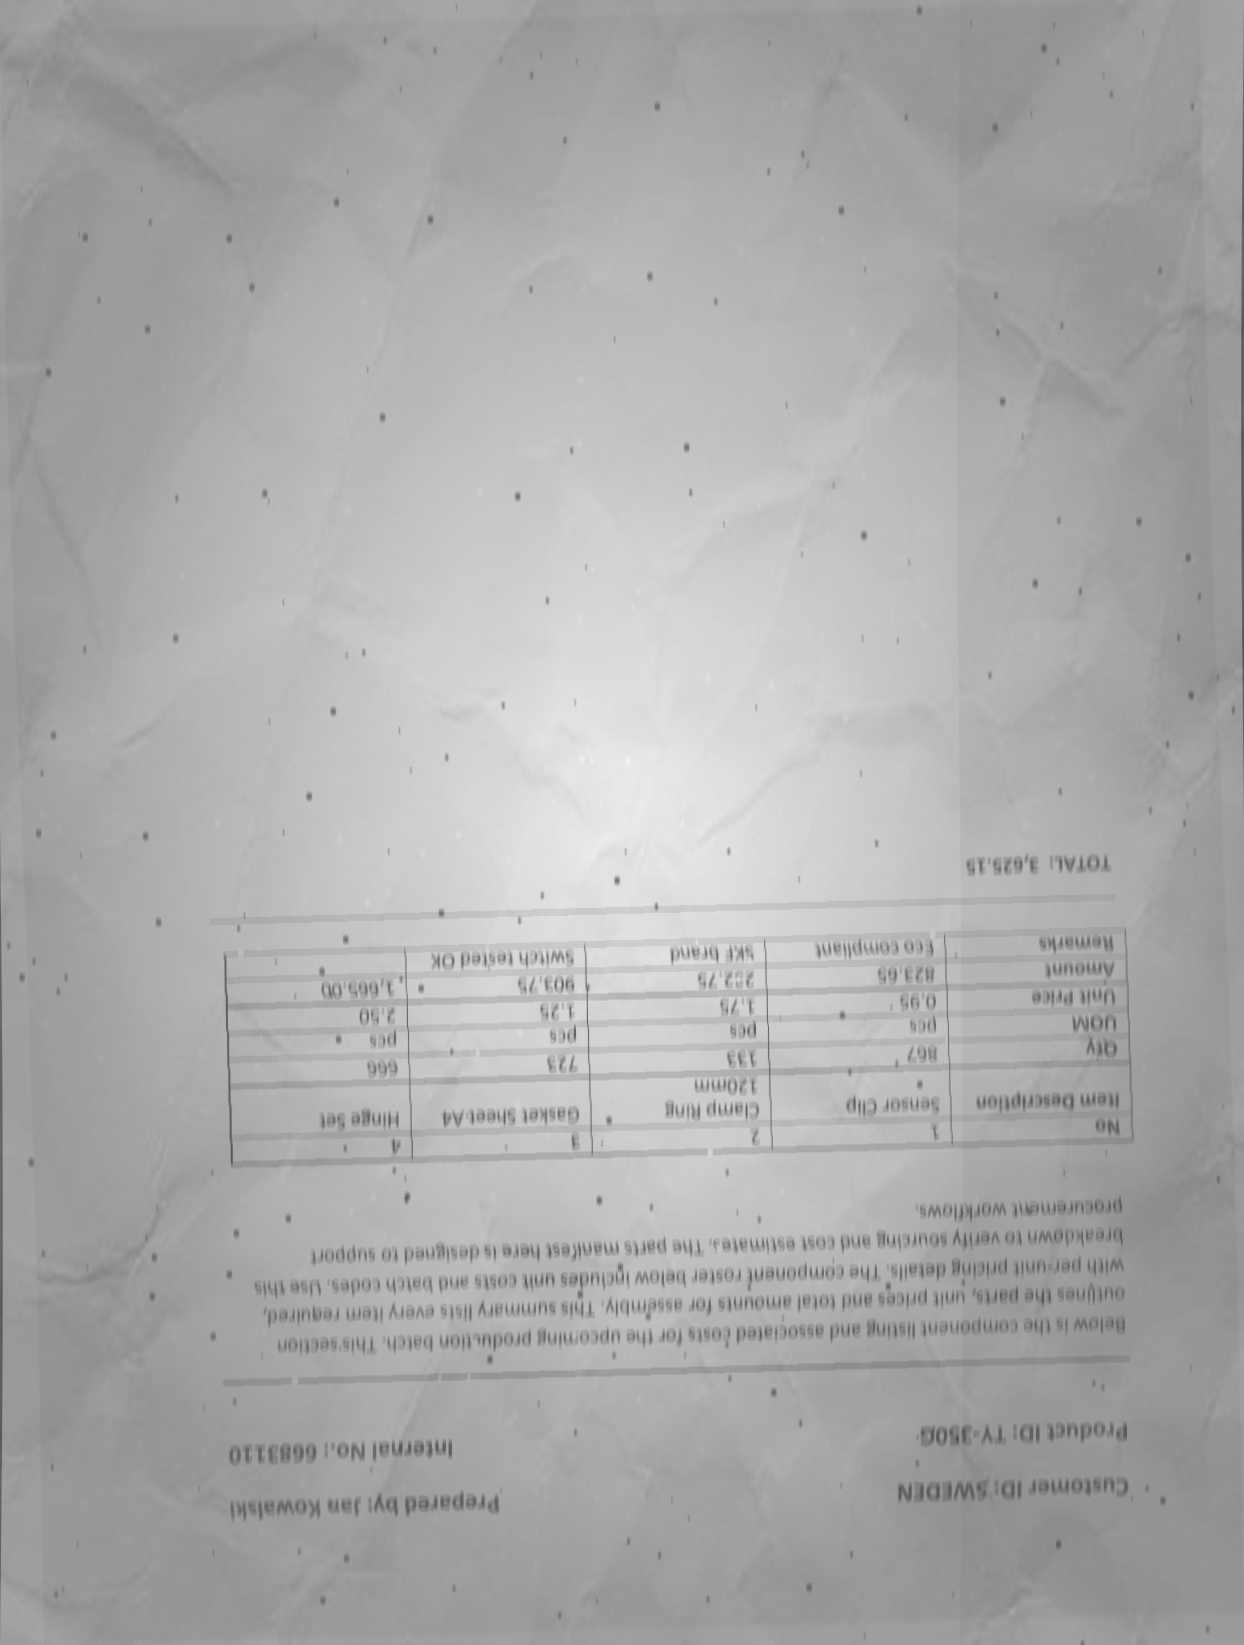 Customer ID: SWEDEN Prepared by: Jan Kowalski
Product ID: TY-350G Internal No.: 6683110
Below is the component listing and associated costs for the upcoming production batch. This section
outlines the parts, unit prices and total amounts for assembly. This summary lists every item required,
with per-unit pricing details. The component roster below includes unit costs and batch codes. Use this
breakdown to verify sourcing and cost estimates. The parts manifest here is designed to support
procurement workflows.
No 1 2 3 4
Item Description Sensor Clip Clamp Ring Gasket Sheet A4 Hinge Set
120mm
Qty 867 133 723 666
UOM pcs pcs pcs pcs
Unit Price 0.95 1.75 1.25 2.50
Amount 823.65 232.75 903.75 1,665.00
Remarks Eco compliant SKF brand Switch tested OK
TOTAL: 3,625.15